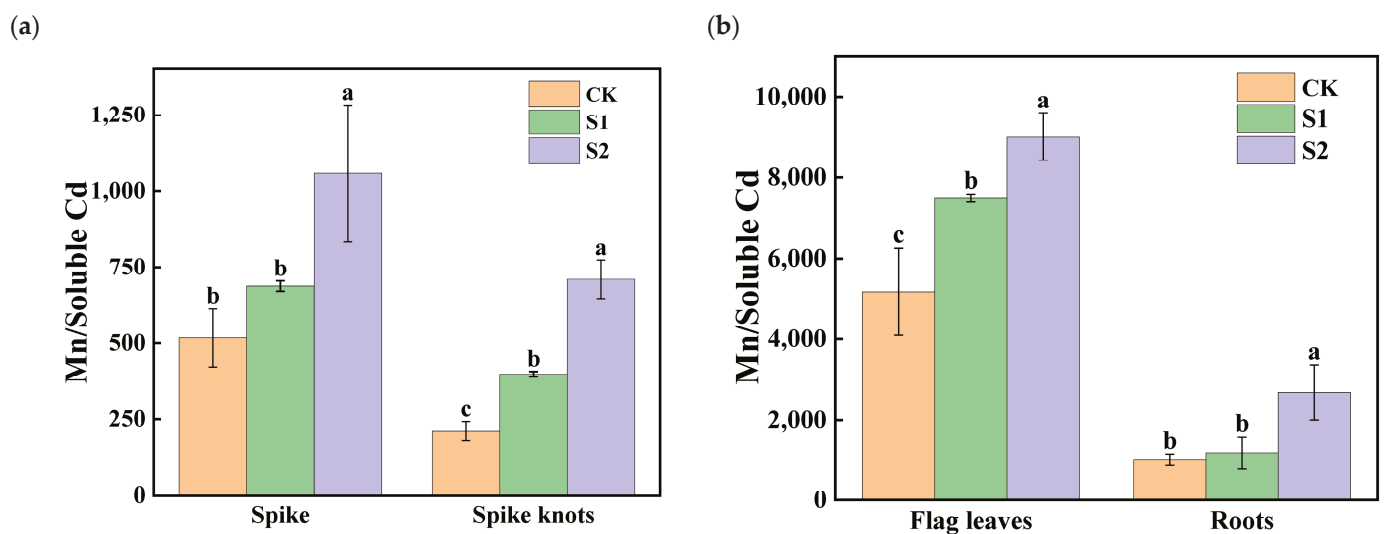 (a)
Mn/Soluble Cd
1,250
1,000
750
500
250
0
CK
S1
S2
b
b
a
c
b
a
Spike
Spike knots
(b)
Mn/Soluble Cd
10,000
8,000
6,000
4,000
2,000
0
CK
S1
S2
c
b
a
b
b
a
Flag leaves
Roots